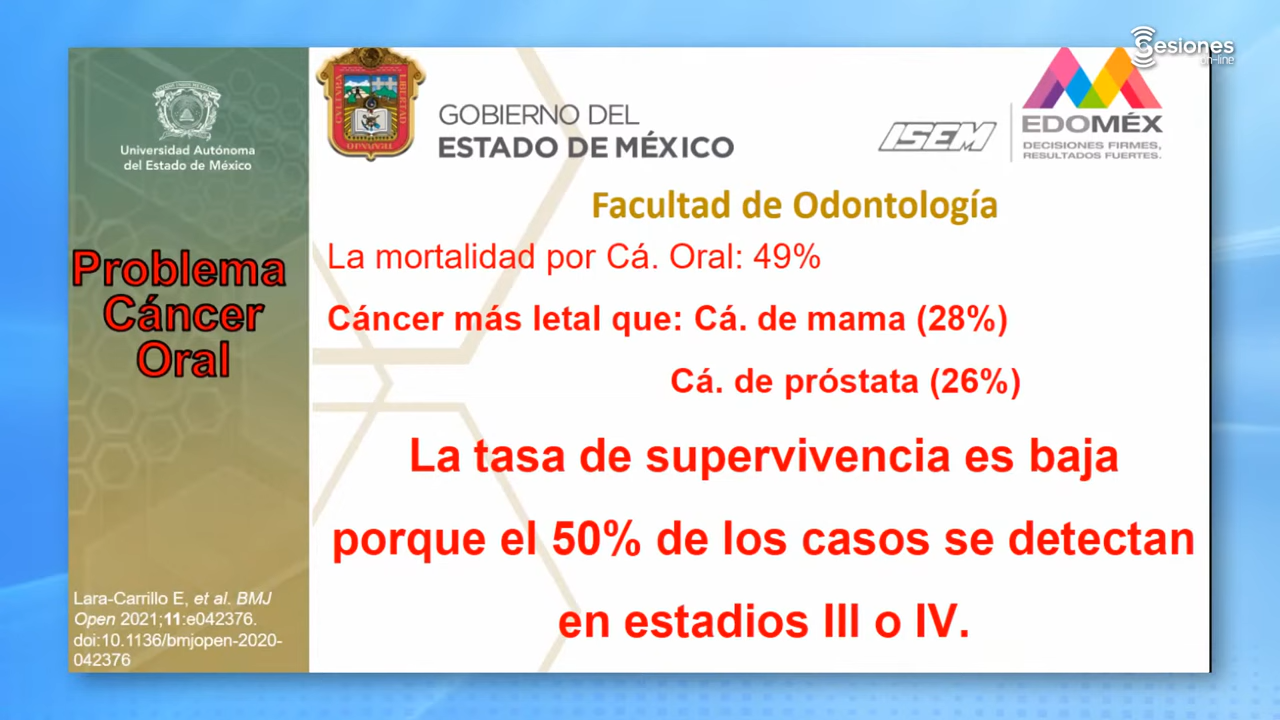 Sesiones
on-line
Universidad Autónoma
del Estado de México
GOBIERNO DEL
ESTADO DE MÉXICO
ISEM
EDOMÉX
DECISIONES FIRMES,
RESULTADOS FUERTES.
Facultad de Odontología
Problema
Cáncer
Oral
La mortalidad por Cá. Oral: 49%
Cáncer más letal que: Cá. de mama (28%)
Cá. de próstata (26%)
La tasa de supervivencia es baja
porque el 50% de los casos se detectan
en estadios III o IV.
Lara-Carrillo E, et al. BMJ
Open 2021;11:e042376.
doi:10.1136/bmjopen-2020-
042376